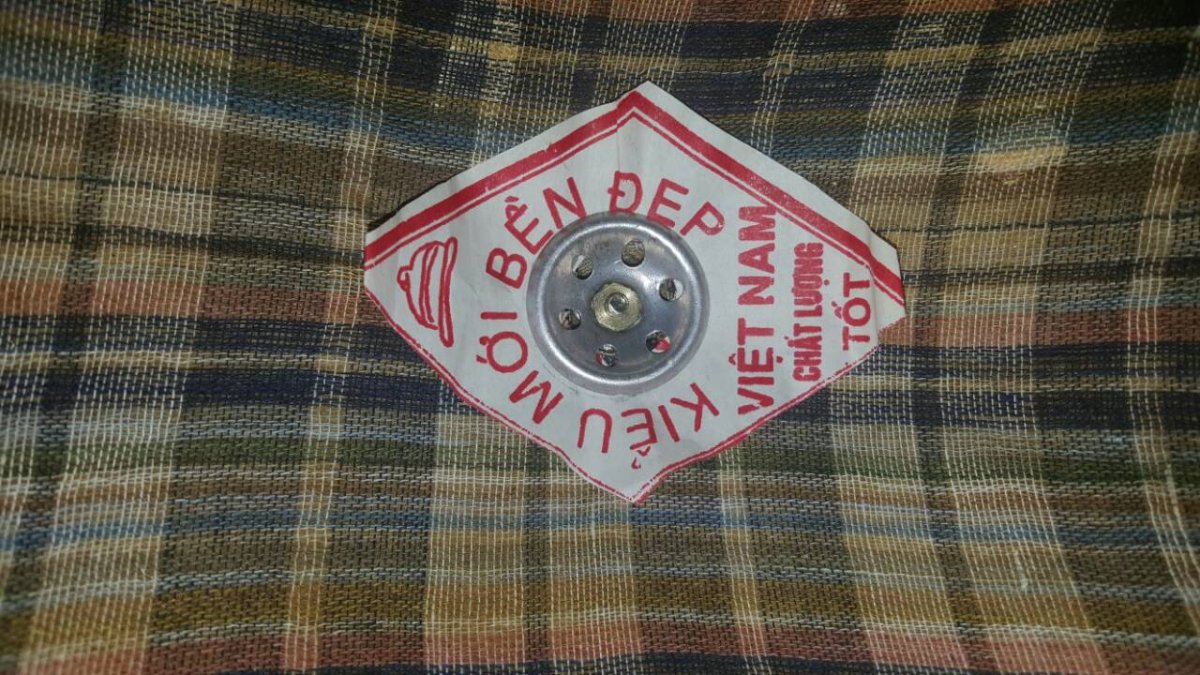 KIỂU MỚI BỀN ĐẸP
VIỆT NAM
CHẤT LƯỢNG
TỐT